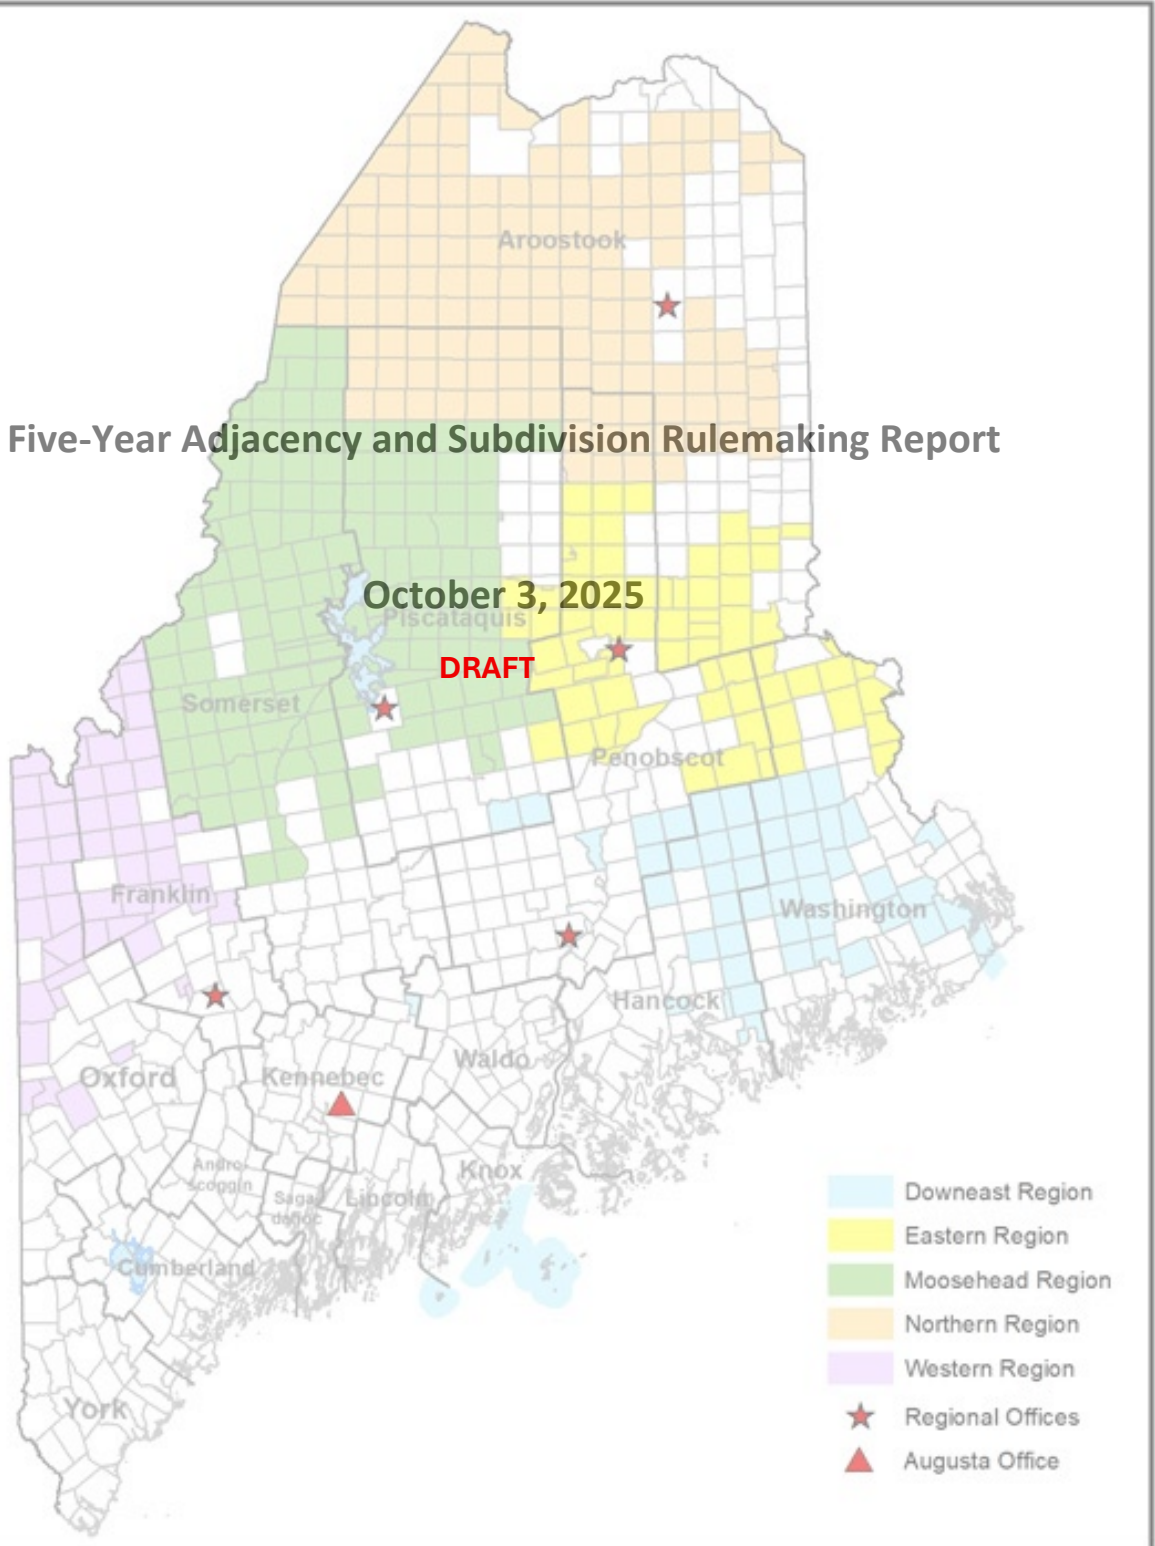 Aroostook
Five-Year Adjacency and Subdivision Rulemaking Report
October 3, 2025
Piscataquis
DRAFT
Somerset
Penobscot
Franklin
Washington
Hancock
Waldo
Oxford
Kennebec
Andro-
scoggin
Knox
Saga-
dahoc
Lincoln
Cumberland
York
Downeast Region
Eastern Region
Moosehead Region
Northern Region
Western Region
Regional Offices
Augusta Office